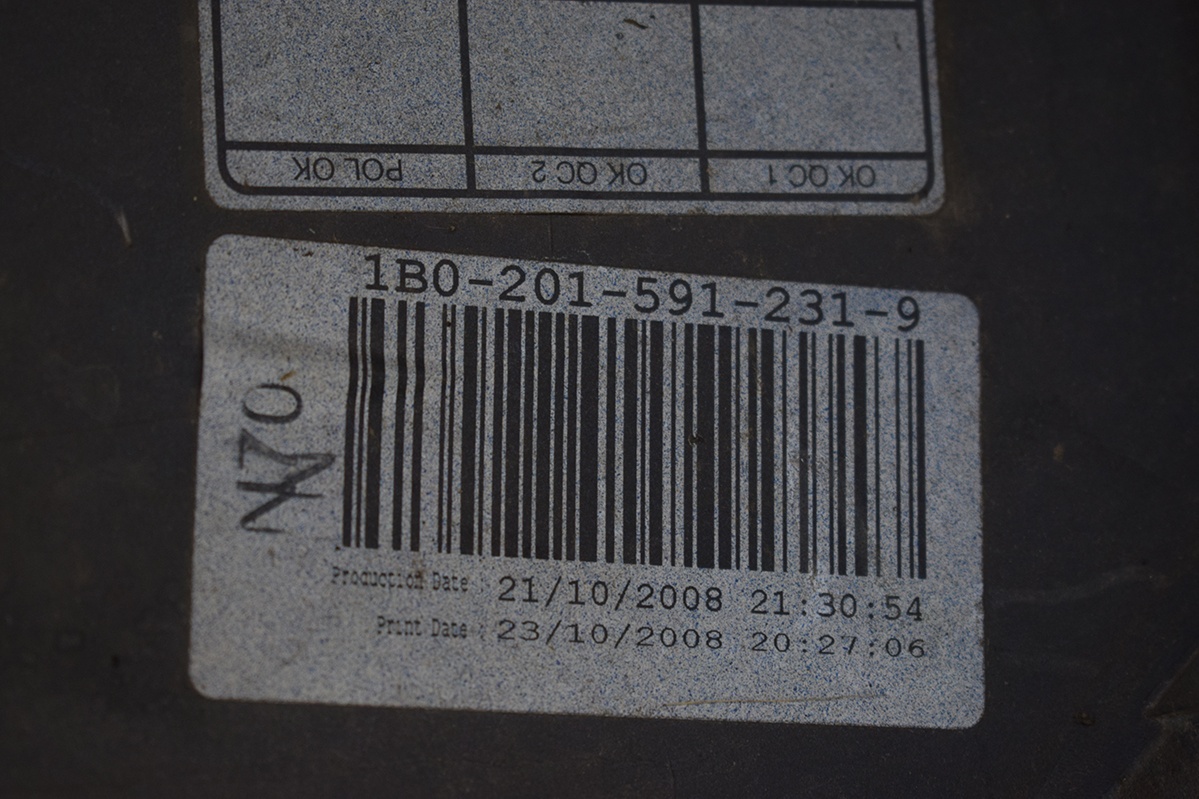 POL OK OK QC 2 OK QC 1
1B0-201-591-231-9
N70
Production Date : 21/10/2008 21:30:54
Print Date : 23/10/2008 20:27:06